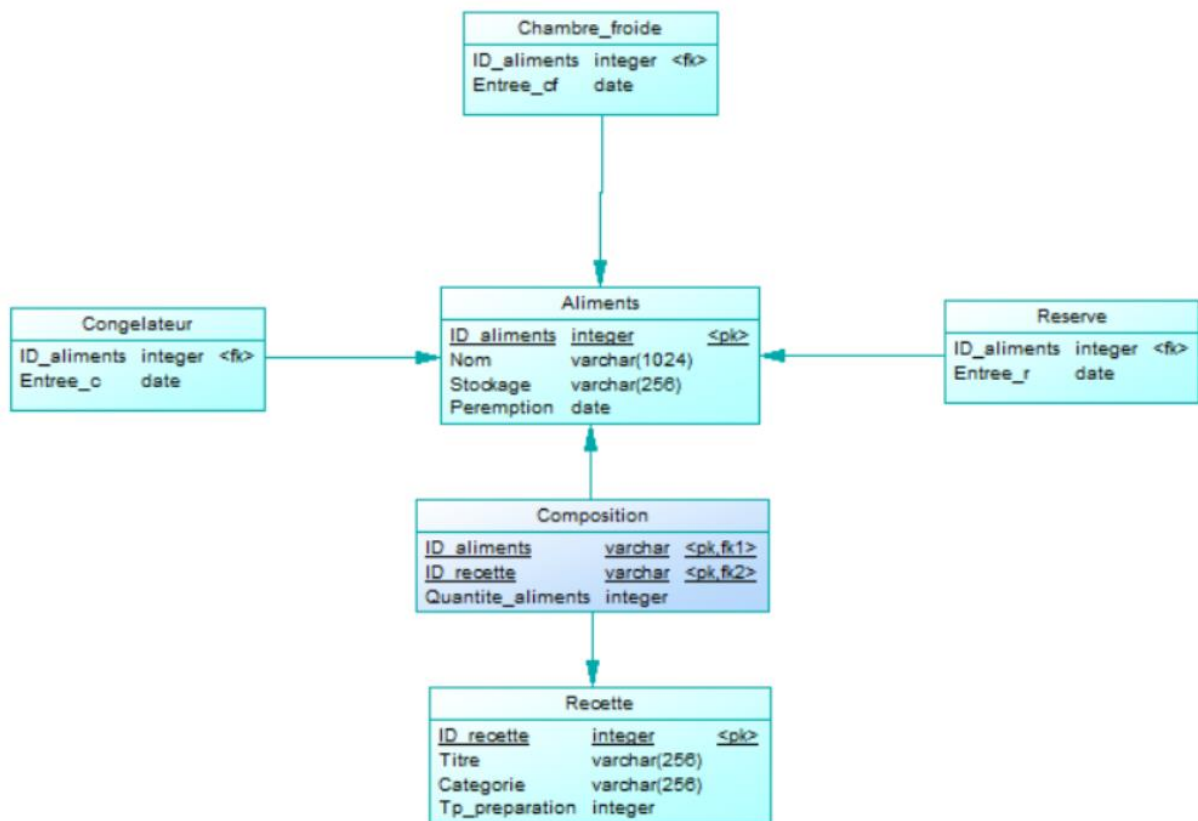 Chambre_froide
ID_aliments integer <fk>
Entree_cf date
Congelateur
ID_aliments integer <fk>
Entree_c date
Aliments
ID_aliments integer <pk>
Nom varchar(1024)
Stockage varchar(256)
Peremption date
Reserve
ID_aliments integer <fk>
Entree_r date
Composition
ID_aliments varchar <pk,fk1>
ID_recette varchar <pk,fk2>
Quantite_aliments integer
Recette
ID_recette integer <pk>
Titre varchar(256)
Categorie varchar(256)
Tp_preparation integer